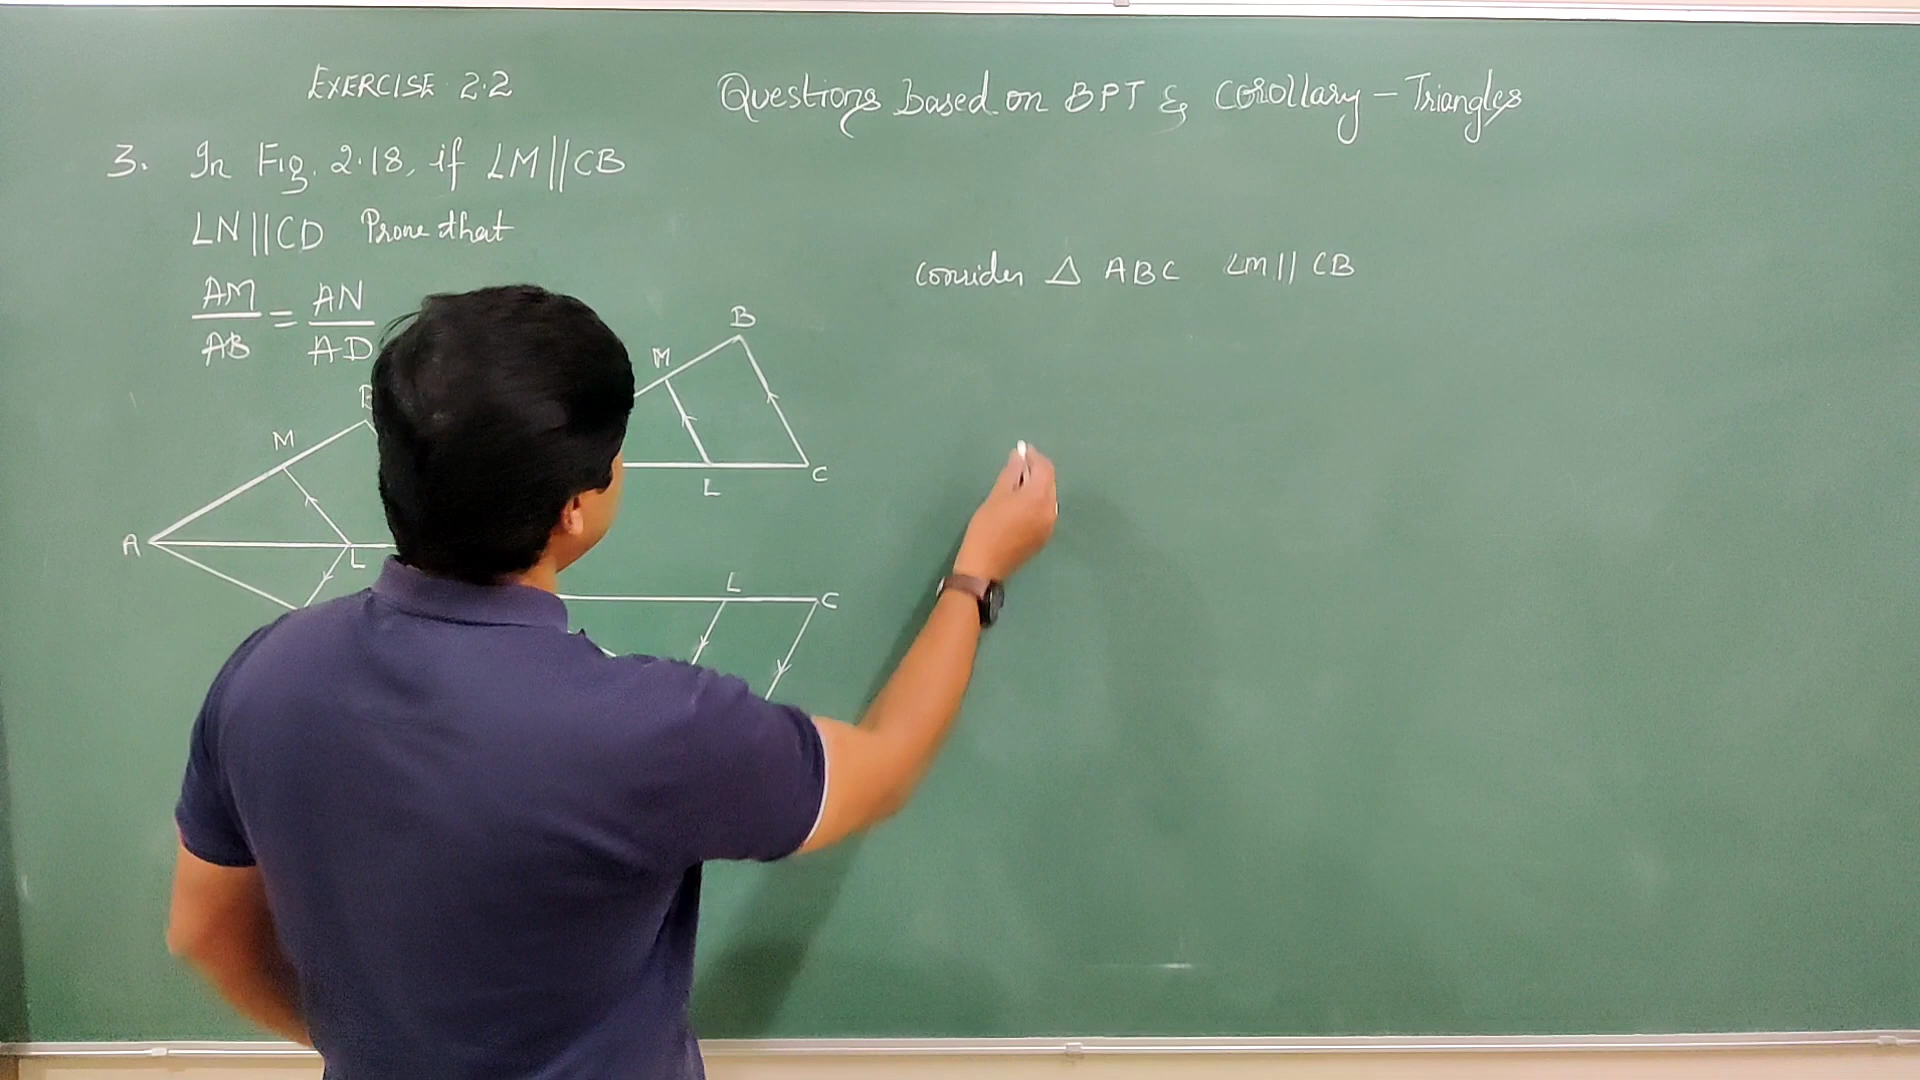 EXERCISE 2.2
Questions based on BPT & Corollary - Triangles
3. In Fig. 2.18, if LM||CB
LN||CD Prove that
AM/AB = AN/AD
consider △ ABC LM|| CB
B
M
L
C
B
M
A
L
L
C